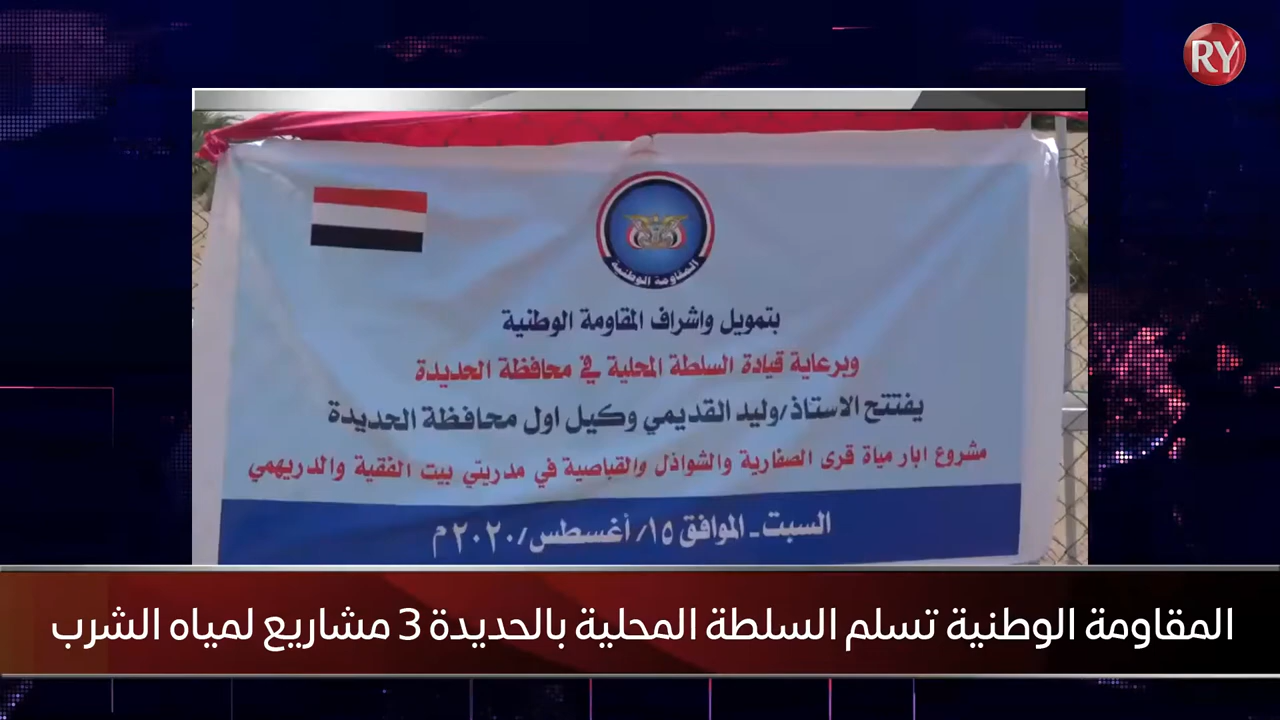 RY
المقاومة الوطنية
بتمويل واشراف المقاومة الوطنية
وبرعاية قيادة السلطة المحلية في محافظة الحديدة
يفتتح الاستاذ/وليد القديمي وكيل اول محافظة الحديدة
مشروع ابار مياة قرى الصفارية والشواذل والقباصية في مدريتي بيت الفقية والدريهمي
السبت - الموافق ١٥/أغسطس/٢٠٢٠م
المقاومة الوطنية تسلم السلطة المحلية بالحديدة 3 مشاريع لمياه الشرب